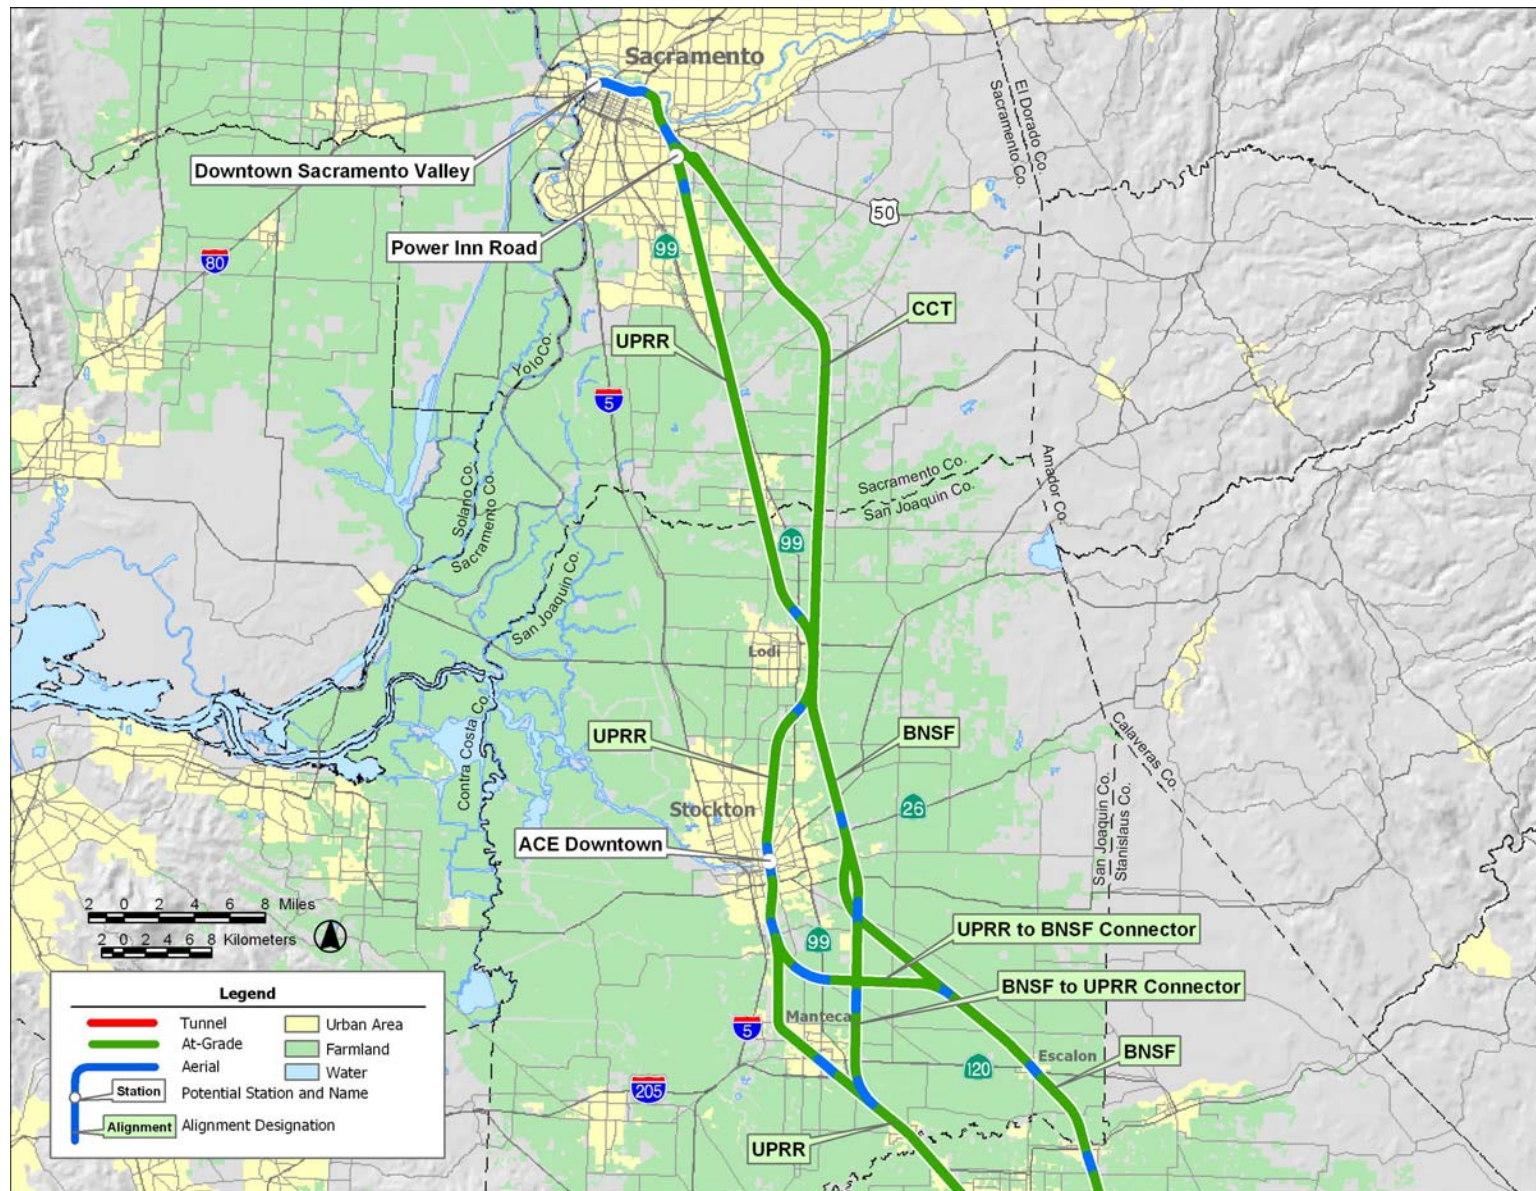 Sacramento
El Dorado Co.
Sacramento Co.
Downtown Sacramento Valley
50
Power Inn Road
99
80
CCT
UPRR
Yolo Co.
5
Amador Co.
Sacramento Co.
San Joaquin Co.
Solano Co.
Sacramento Co.
99
San Joaquin Co.
Lodi
Contra Costa Co.
UPRR
BNSF
Calaveras Co.
Stockton
26
San Joaquin Co.
Stanislaus Co.
ACE Downtown
2 0 2 4 6 8 Miles
2 0 2 4 6 8 Kilometers
99
UPRR to BNSF Connector
BNSF to UPRR Connector
Manteca
5
Escalon
BNSF
120
205
UPRR
Legend
Tunnel
At-Grade
Aerial
Urban Area
Farmland
Water
Station
Potential Station and Name
Alignment
Alignment Designation